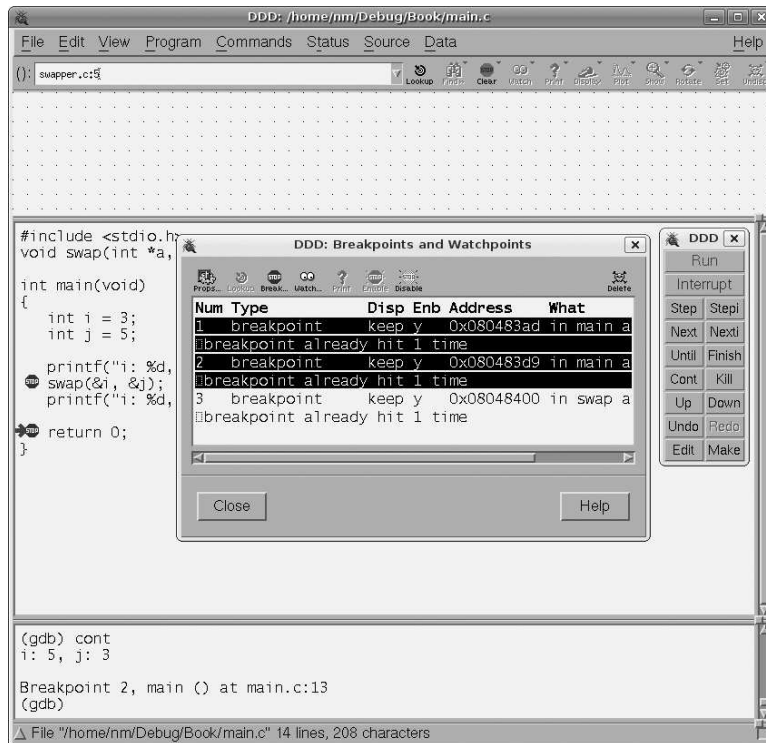 DDD: /home/nm/Debug/Book/main.c
File Edit View Program Commands Status Source Data Help
(): swapper.c:5
Lookup Clear Watch Print Display Plot Show Rotate Set Undisp
#include <stdio.h>
void swap(int *a,
int main(void)
{
int i = 3;
int j = 5;
printf("i: %d,
swap(&i, &j);
printf("i: %d,
return 0;
}
DDD: Breakpoints and Watchpoints
Props... Lookup Break... Watch... Print Enable Disable Delete
Num Type Disp Enb Address What
1 breakpoint keep y 0x080483ad in main a
breakpoint already hit 1 time
2 breakpoint keep y 0x080483d9 in main a
breakpoint already hit 1 time
3 breakpoint keep y 0x08048400 in swap a
breakpoint already hit 1 time
Close Help
DDD
Run
Interrupt
Step Stepi
Next Nexti
Until Finish
Cont Kill
Up Down
Undo Redo
Edit Make
(gdb) cont
i: 5, j: 3
Breakpoint 2, main () at main.c:13
(gdb)
File "/home/nm/Debug/Book/main.c" 14 lines, 208 characters